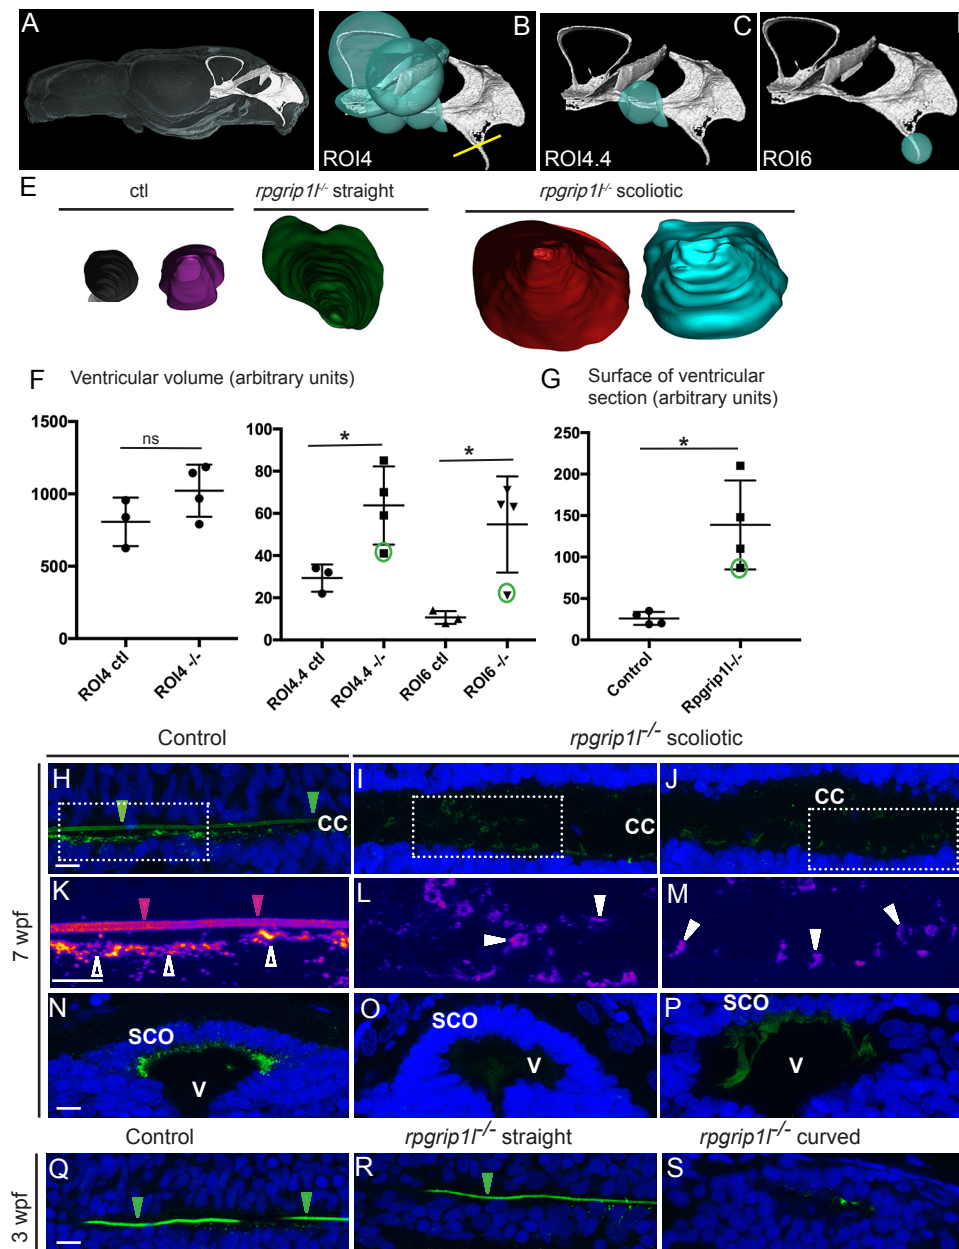 A
B
C
ROI4
ROI4.4
ROI6
E
ctl
rpgrip1l-/- straight
rpgrip1l-/- scoliotic
F
Ventricular volume (arbitrary units)
G
Surface of ventricular
section (arbitrary units)
1500
1000
500
0
ns
ROI4 ctl
ROI4 -/-
100
80
60
40
20
0
*
*
ROI4.4 ctl
ROI4.4 -/-
ROI6 ctl
ROI6 -/-
250
200
150
100
50
0
*
Control
Rpgrip1l-/-
Control
rpgrip1l-/- scoliotic
7 wpf
H
CC
I
CC
J
CC
K
L
M
N
SCO
V
O
SCO
V
P
SCO
V
Control
rpgrip1l-/- straight
rpgrip1l-/- curved
3 wpf
Q
R
S